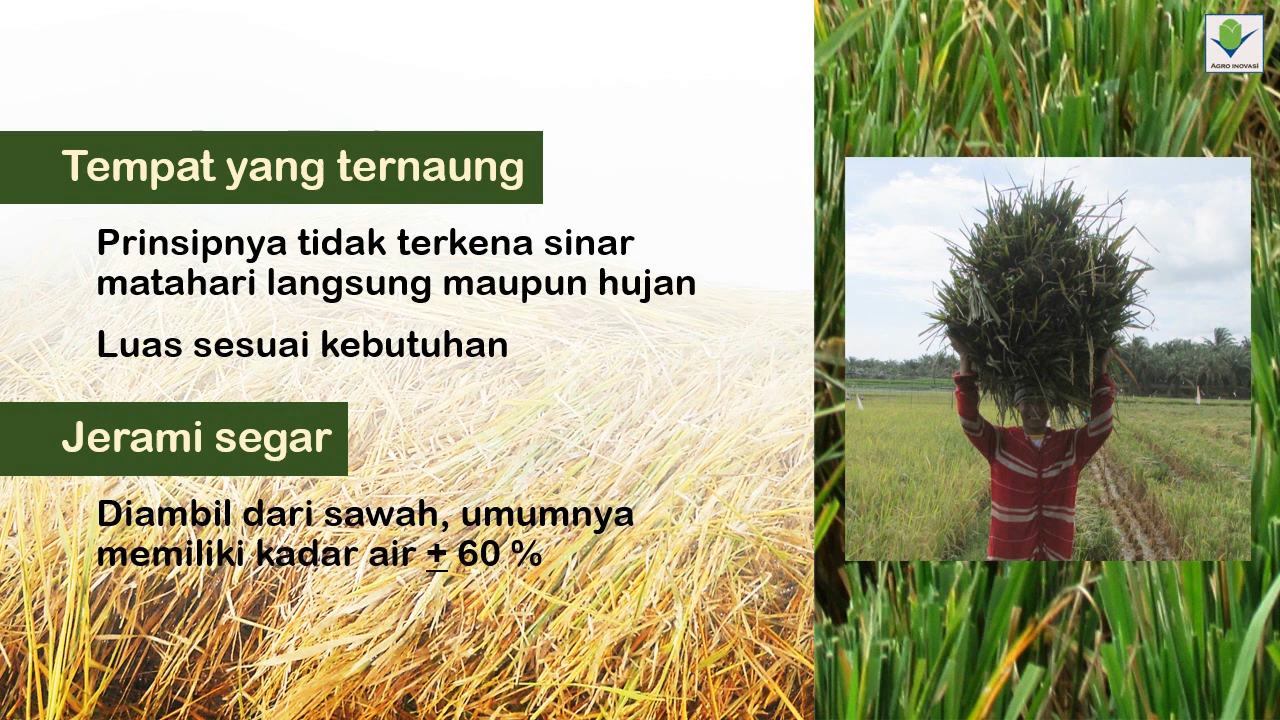 Tempat yang ternaung
Prinsipnya tidak terkena sinar
matahari langsung maupun hujan
Luas sesuai kebutuhan
Jerami segar
Diambil dari sawah, umumnya
memiliki kadar air ± 60 %
AGRO INOVASI